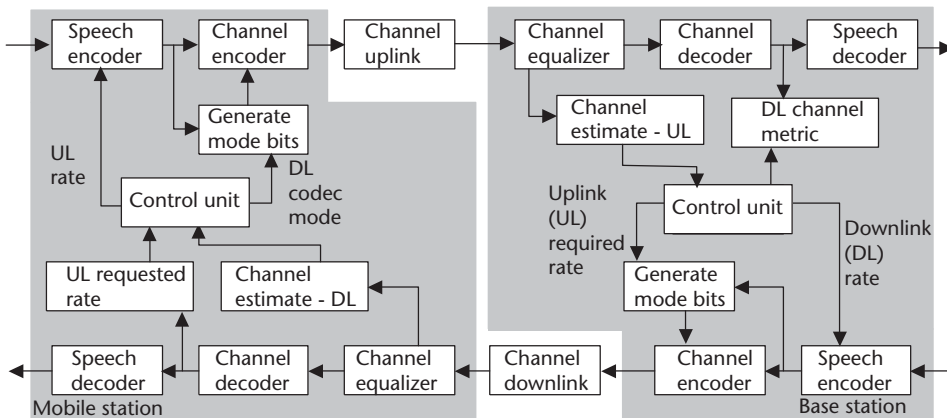 Speech
encoder
Channel
encoder
Channel
uplink
Channel
equalizer
Channel
decoder
Speech
decoder
Generate
mode bits
Channel
estimate - UL
DL channel
metric
UL
rate
DL
codec
mode
Control unit
Uplink
(UL)
required
rate
Control unit
Downlink
(DL)
rate
UL requested
rate
Channel
estimate - DL
Generate
mode bits
Speech
decoder
Channel
decoder
Channel
equalizer
Channel
downlink
Channel
encoder
Speech
encoder
Mobile station
Base station